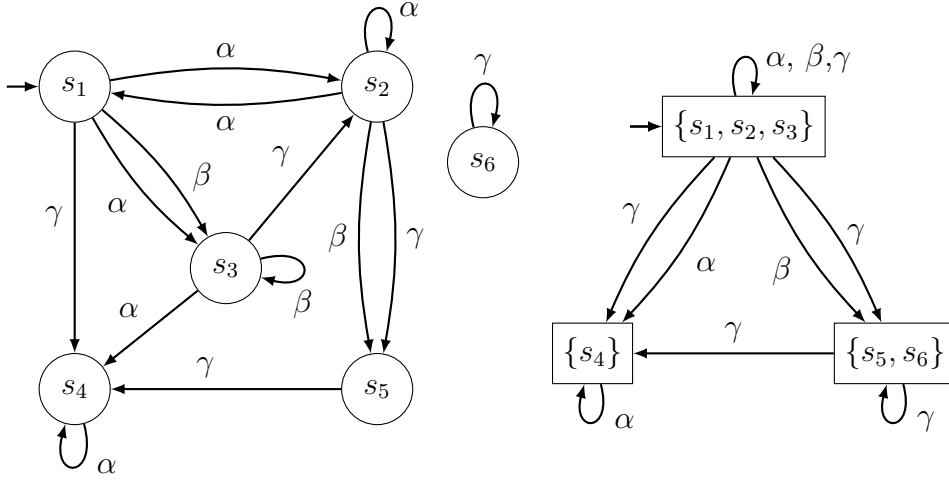 α
s₁
α
s₂
α
γ
s₆
α, β,γ
{s₁, s₂, s₃}
β
γ
α
γ
s₃
β
β
γ
α
s₄
γ
s₅
α
γ
α
β
γ
{s₄}
γ
{s₅, s₆}
α
γ